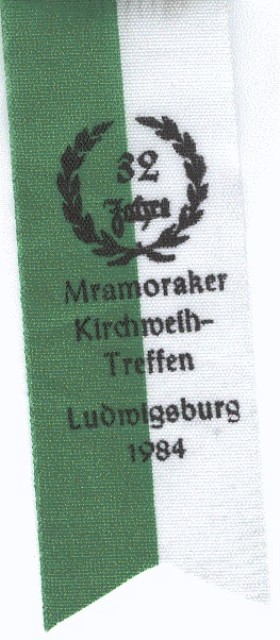 32
Jahre
Mramoraker
Kirchweih-
Treffen
Ludwigsburg
1984